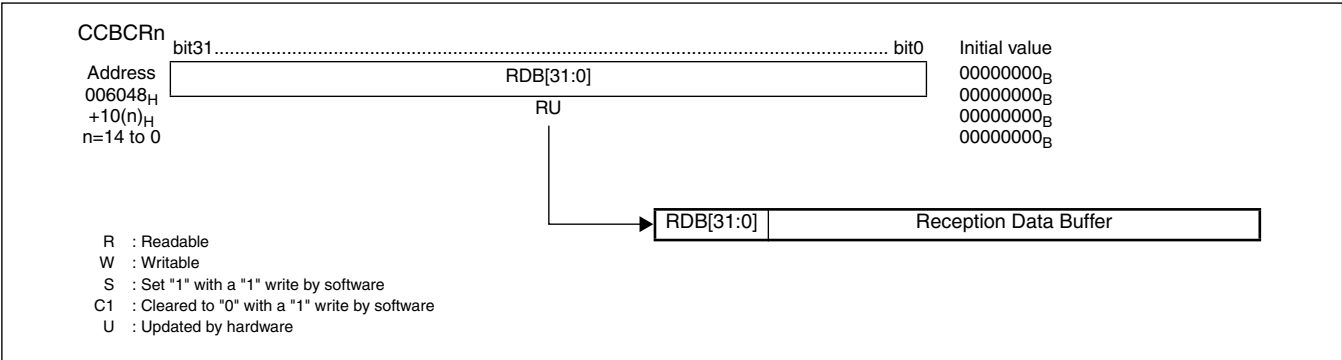 CCBCRn
bit31.................................................................................................................................... bit0 Initial value
Address RDB[31:0] 00000000B
006048H 00000000B
+10(n)H RU 00000000B
n=14 to 0 00000000B
RDB[31:0] Reception Data Buffer
R : Readable
W : Writable
S : Set "1" with a "1" write by software
C1 : Cleared to "0" with a "1" write by software
U : Updated by hardware